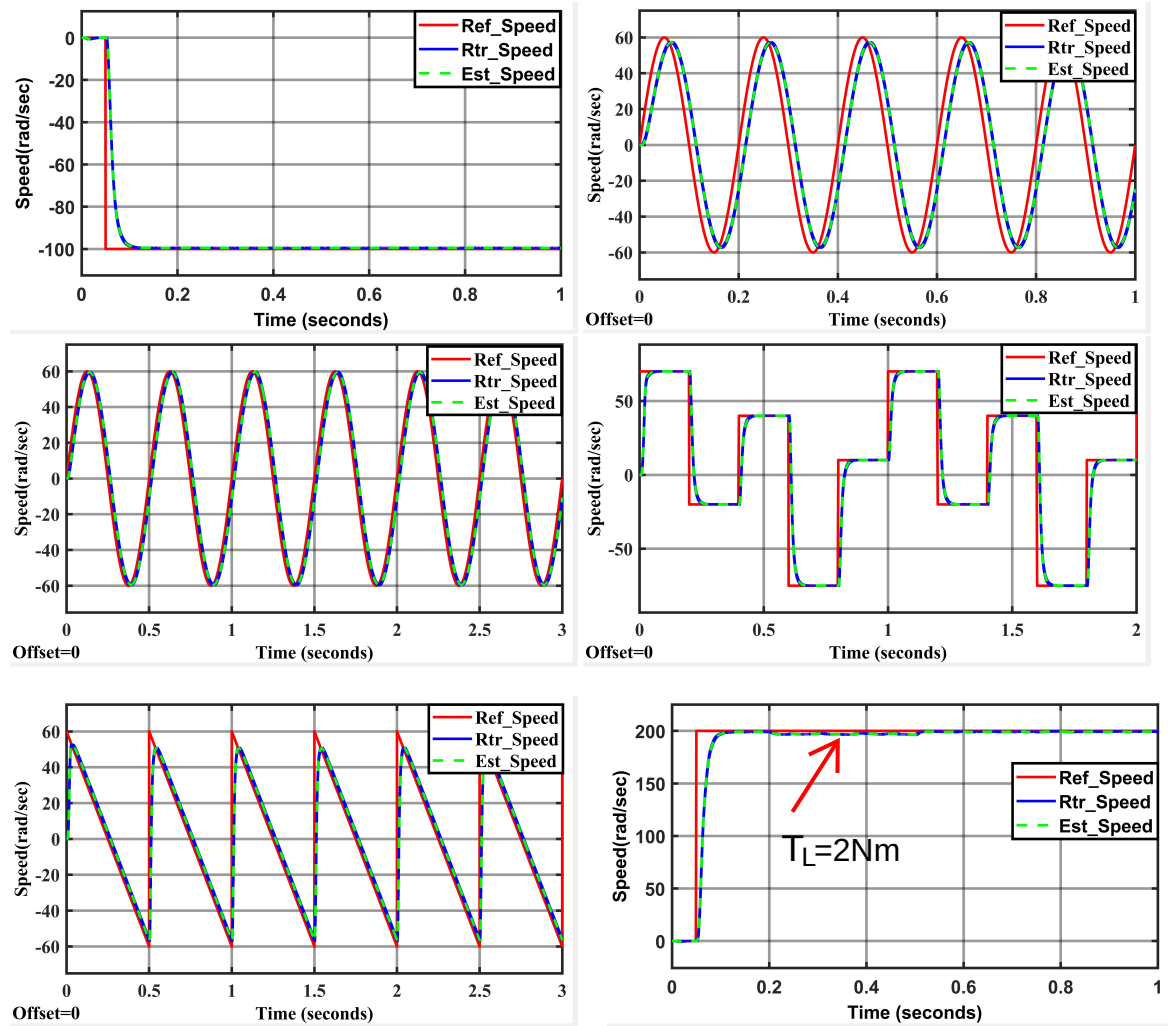 Ref_Speed
Rtr_Speed
Est_Speed
0
-20
-40
-60
-80
-100
Speed(rad/sec)
0 0.2 0.4 0.6 0.8 1
Time (seconds)
Ref_Speed
Rtr_Speed
Est_Speed
60
40
20
0
-20
-40
-60
Speed(rad/sec)
0 0.2 0.4 0.6 0.8 1
Offset=0 Time (seconds)
Ref_Speed
Rtr_Speed
Est_Speed
60
40
20
0
-20
-40
-60
Speed(rad/sec)
0 0.5 1 1.5 2 2.5 3
Offset=0 Time (seconds)
Ref_Speed
Rtr_Speed
Est_Speed
50
0
-50
Speed(rad/sec)
0 0.5 1 1.5 2
Offset=0 Time (seconds)
Ref_Speed
Rtr_Speed
Est_Speed
60
40
20
0
-20
-40
-60
Speed(rad/sec)
0 0.5 1 1.5 2 2.5 3
Offset=0 Time (seconds)
200
150
100
50
0
Speed(rad/sec)
Ref_Speed
Rtr_Speed
Est_Speed
TL=2Nm
0 0.2 0.4 0.6 0.8 1
Time (seconds)